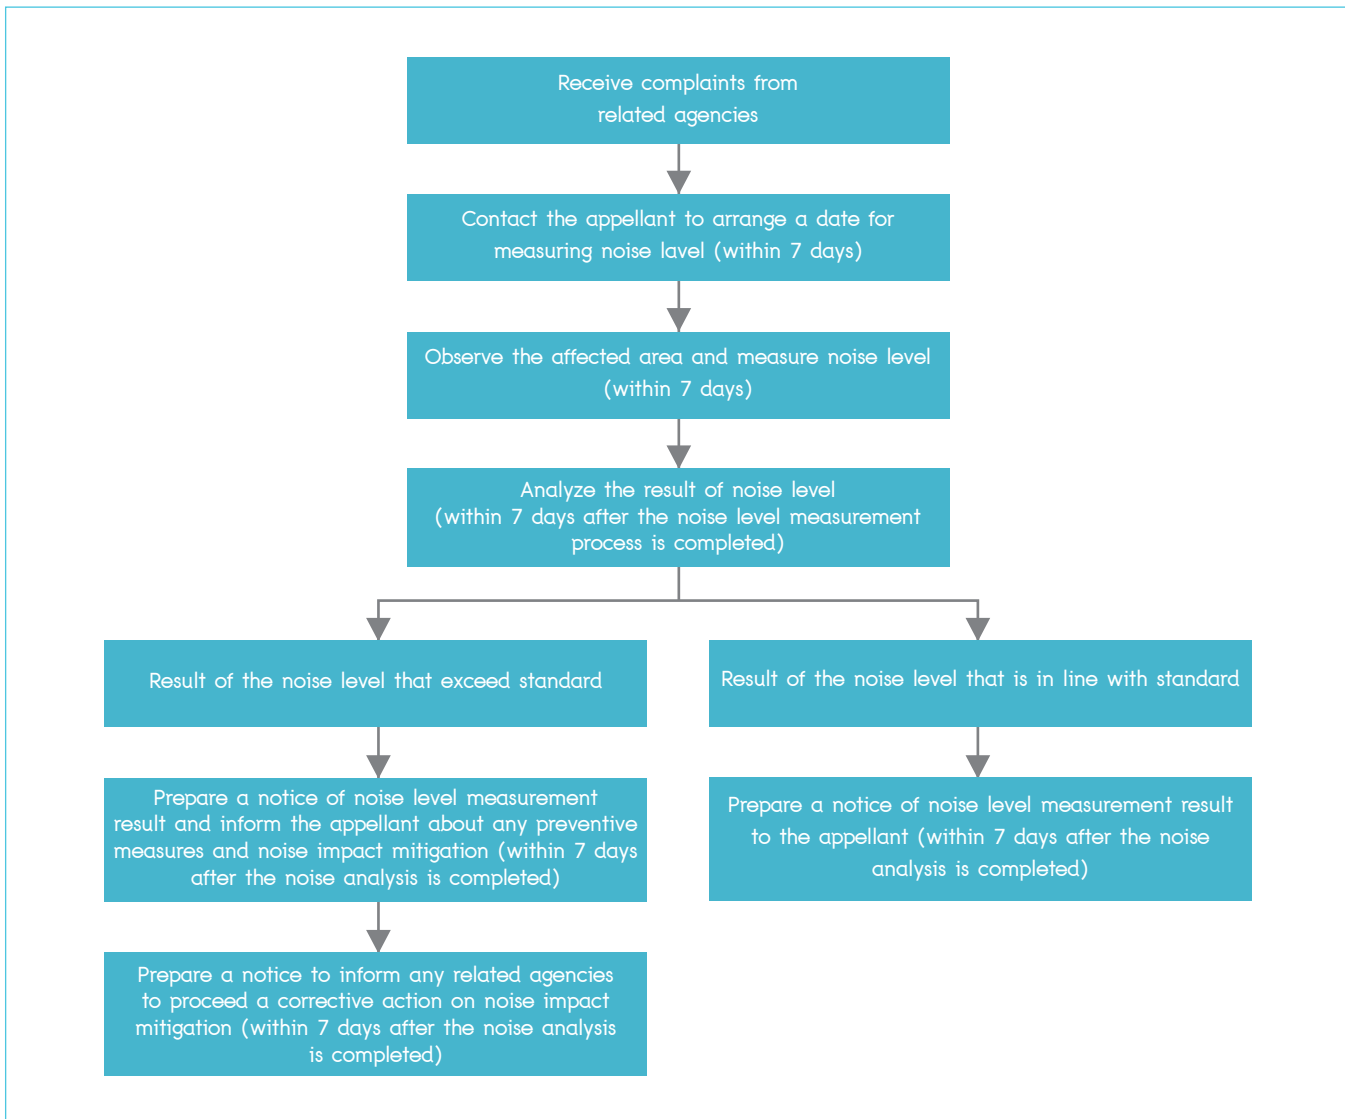 Receive complaints from
related agencies
Contact the appellant to arrange a date for
measuring noise lavel (within 7 days)
Observe the affected area and measure noise level
(within 7 days)
Analyze the result of noise level
(within 7 days after the noise level measurement
process is completed)
Result of the noise level that exceed standard
Prepare a notice of noise level measurement
result and inform the appellant about any preventive
measures and noise impact mitigation (within 7 days
after the noise analysis is completed)
Prepare a notice to inform any related agencies
to proceed a corrective action on noise impact
mitigation (within 7 days after the noise analysis
is completed)
Result of the noise level that is in line with standard
Prepare a notice of noise level measurement result
to the appellant (within 7 days after the noise
analysis is completed)